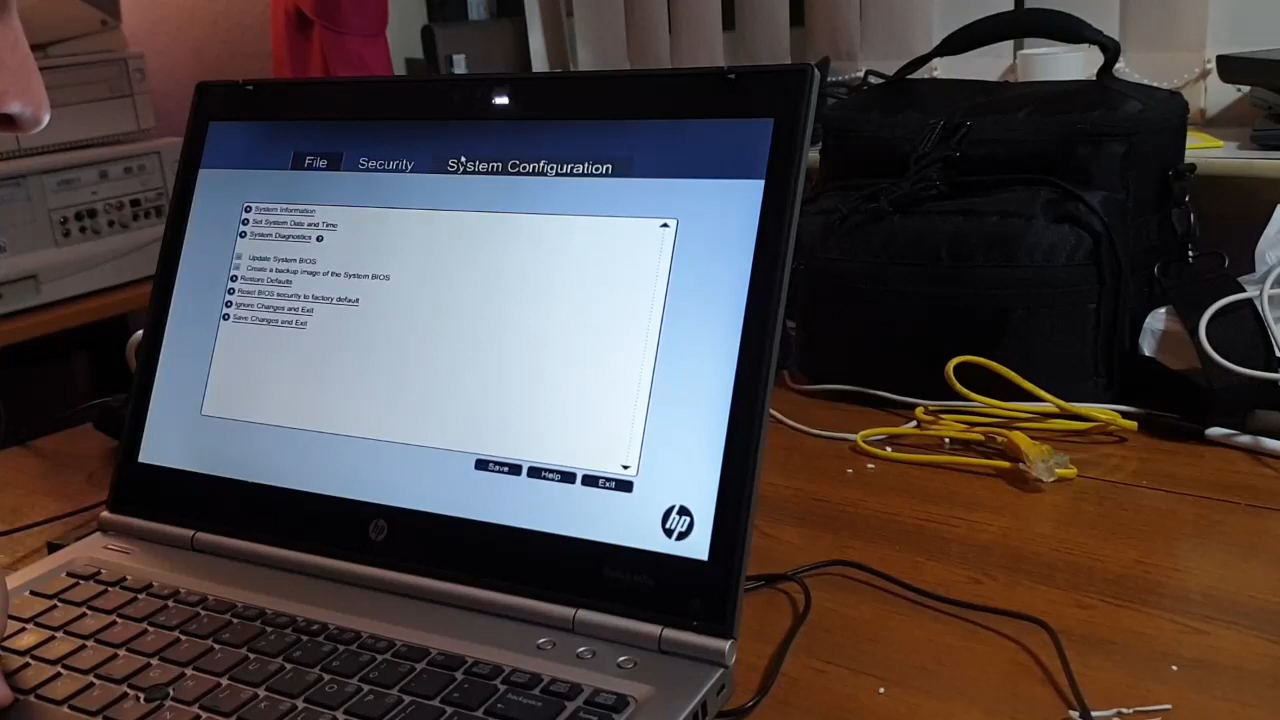 File Security System Configuration
System Information
Set System Date and Time
System Diagnostics ?
Update System BIOS
Create a backup image of the System BIOS
Restore Defaults
Reset BIOS security to factory default
Ignore Changes and Exit
Save Changes and Exit
Save Help Exit
hp
hp
backspace